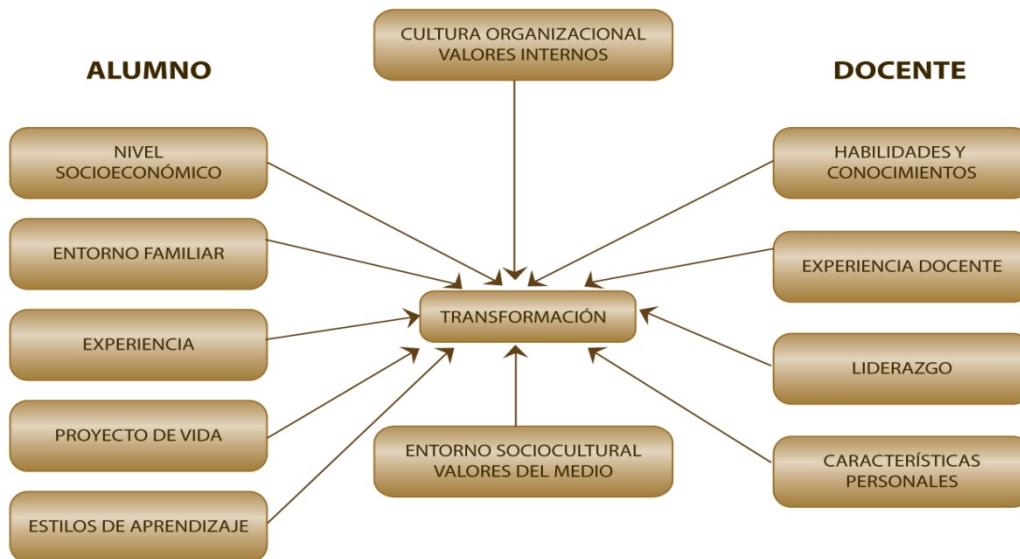 CULTURA ORGANIZACIONAL
VALORES INTERNOS
ALUMNO
DOCENTE
NIVEL
SOCIOECONÓMICO
HABILIDADES Y
CONOCIMIENTOS
ENTORNO FAMILIAR
EXPERIENCIA DOCENTE
TRANSFORMACIÓN
EXPERIENCIA
LIDERAZGO
PROYECTO DE VIDA
ENTORNO SOCIOCULTURAL
VALORES DEL MEDIO
CARACTERÍSTICAS
PERSONALES
ESTILOS DE APRENDIZAJE